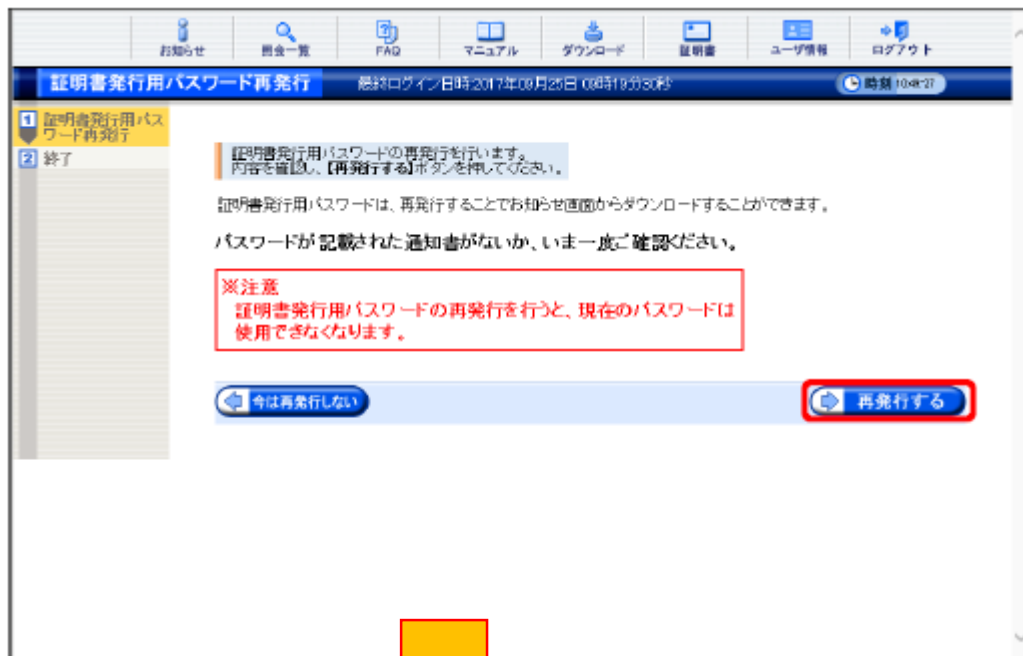 お知らせ 照会一覧 FAQ マニュアル ダウンロード 証明書 ユーザ情報 ログアウト
証明書発行用パスワード再発行 最終ログイン日時:2017年09月25日 09時19分30秒 時刻 10:48:27
1 証明書発行用パス
ワード再発行
2 終了
証明書発行用パスワードの再発行を行います。
内容を確認し、【再発行する】ボタンを押してください。
証明書発行用パスワードは、再発行することでお知らせ画面からダウンロードすることができます。
パスワードが記載された通知書がないか、いま一度ご確認ください。
※注意
証明書発行用パスワードの再発行を行うと、現在のパスワードは
使用できなくなります。
今は再発行しない 再発行する